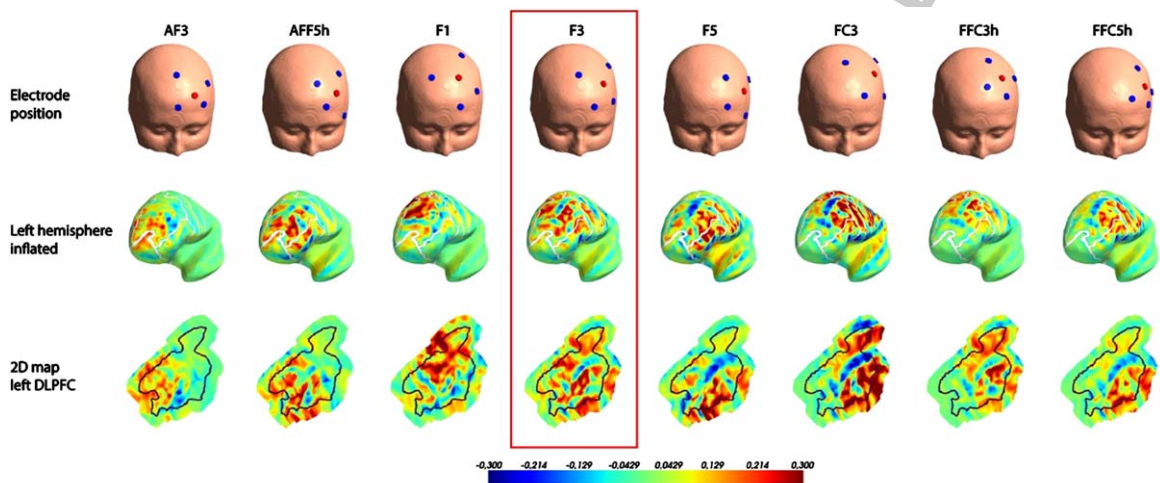 AF3 AFF5h F1 F3 F5 FC3 FFC3h FFC5h
Electrode
position
Left hemisphere
inflated
2D map
left DLPFC
-0,300 -0,214 -0,129 -0,0429 0,0429 0,129 0,214 0,300